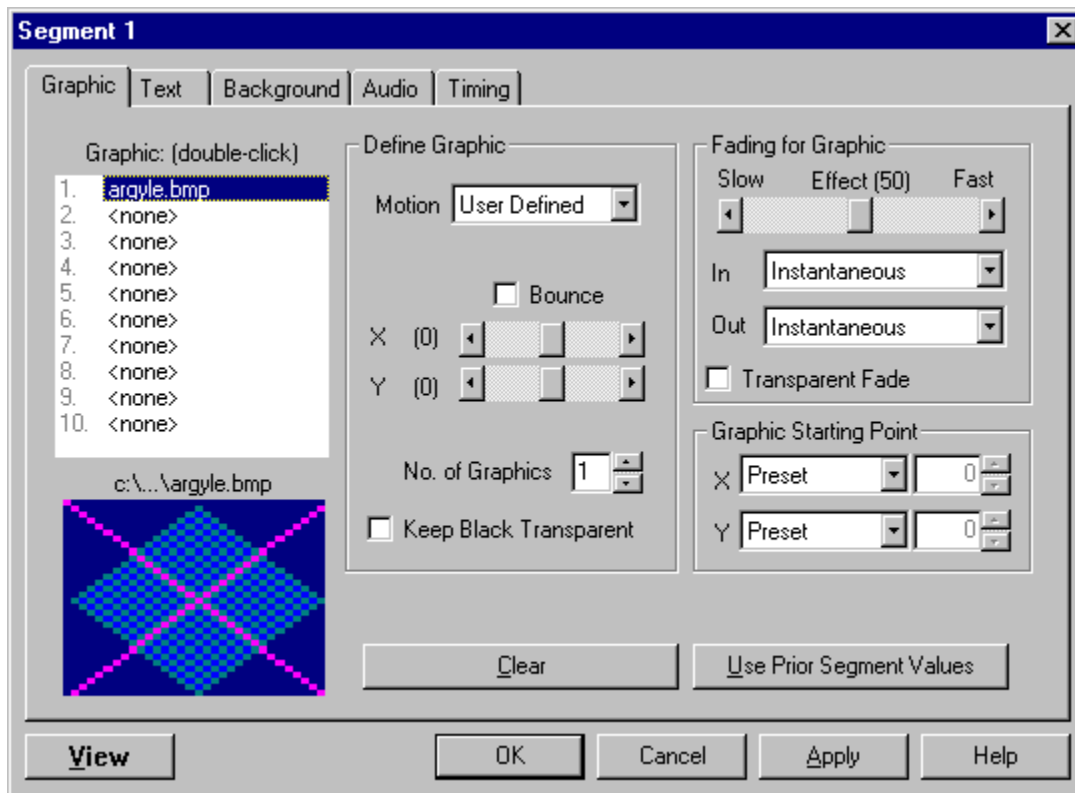 Segment 1
Graphic Text Background Audio Timing
Graphic: (double-click)
1. argyle.bmp
2. <none>
3. <none>
4. <none>
5. <none>
6. <none>
7. <none>
8. <none>
9. <none>
10. <none>
c:\...\argyle.bmp
Define Graphic
Motion User Defined
Bounce
X (0)
Y (0)
No. of Graphics 1
Keep Black Transparent
Fading for Graphic
Slow Effect (50) Fast
In Instantaneous
Out Instantaneous
Transparent Fade
Graphic Starting Point
X Preset 0
Y Preset 0
Clear
Use Prior Segment Values
View OK Cancel Apply Help